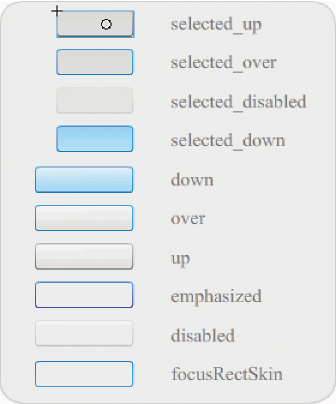 selected_up
selected_over
selected_disabled
selected_down
down
over
up
emphasized
disabled
focusRectSkin